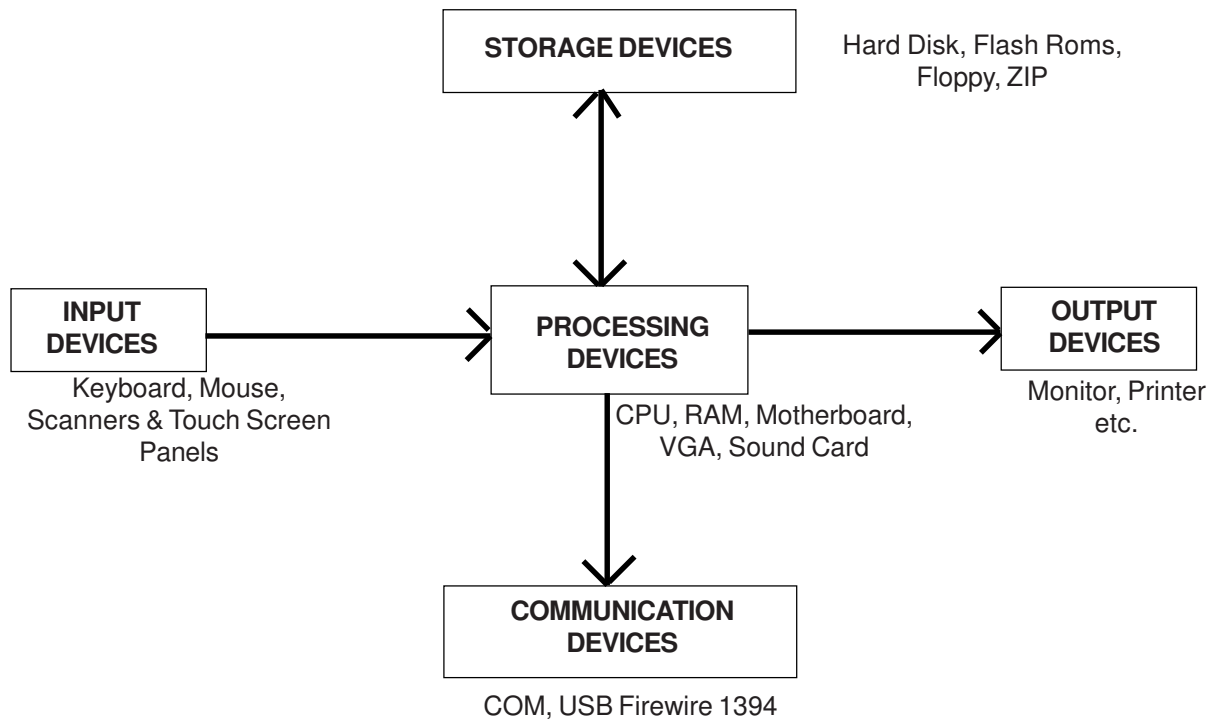 STORAGE DEVICES
Hard Disk, Flash Roms,
Floppy, ZIP
INPUT
DEVICES
Keyboard, Mouse,
Scanners & Touch Screen
Panels
PROCESSING
DEVICES
CPU, RAM, Motherboard,
VGA, Sound Card
OUTPUT
DEVICES
Monitor, Printer
etc.
COMMUNICATION
DEVICES
COM, USB Firewire 1394